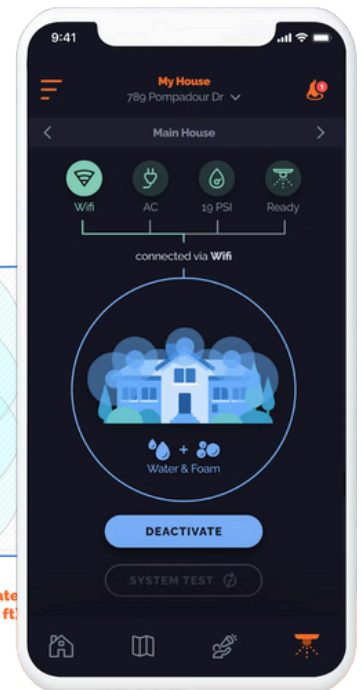 9:41
My House
789 Pompadour Dr
Main House
Wifi AC 19 PSI Ready
connected via Wifi
+
Water & Foam
DEACTIVATE
SYSTEM TEST
ft)